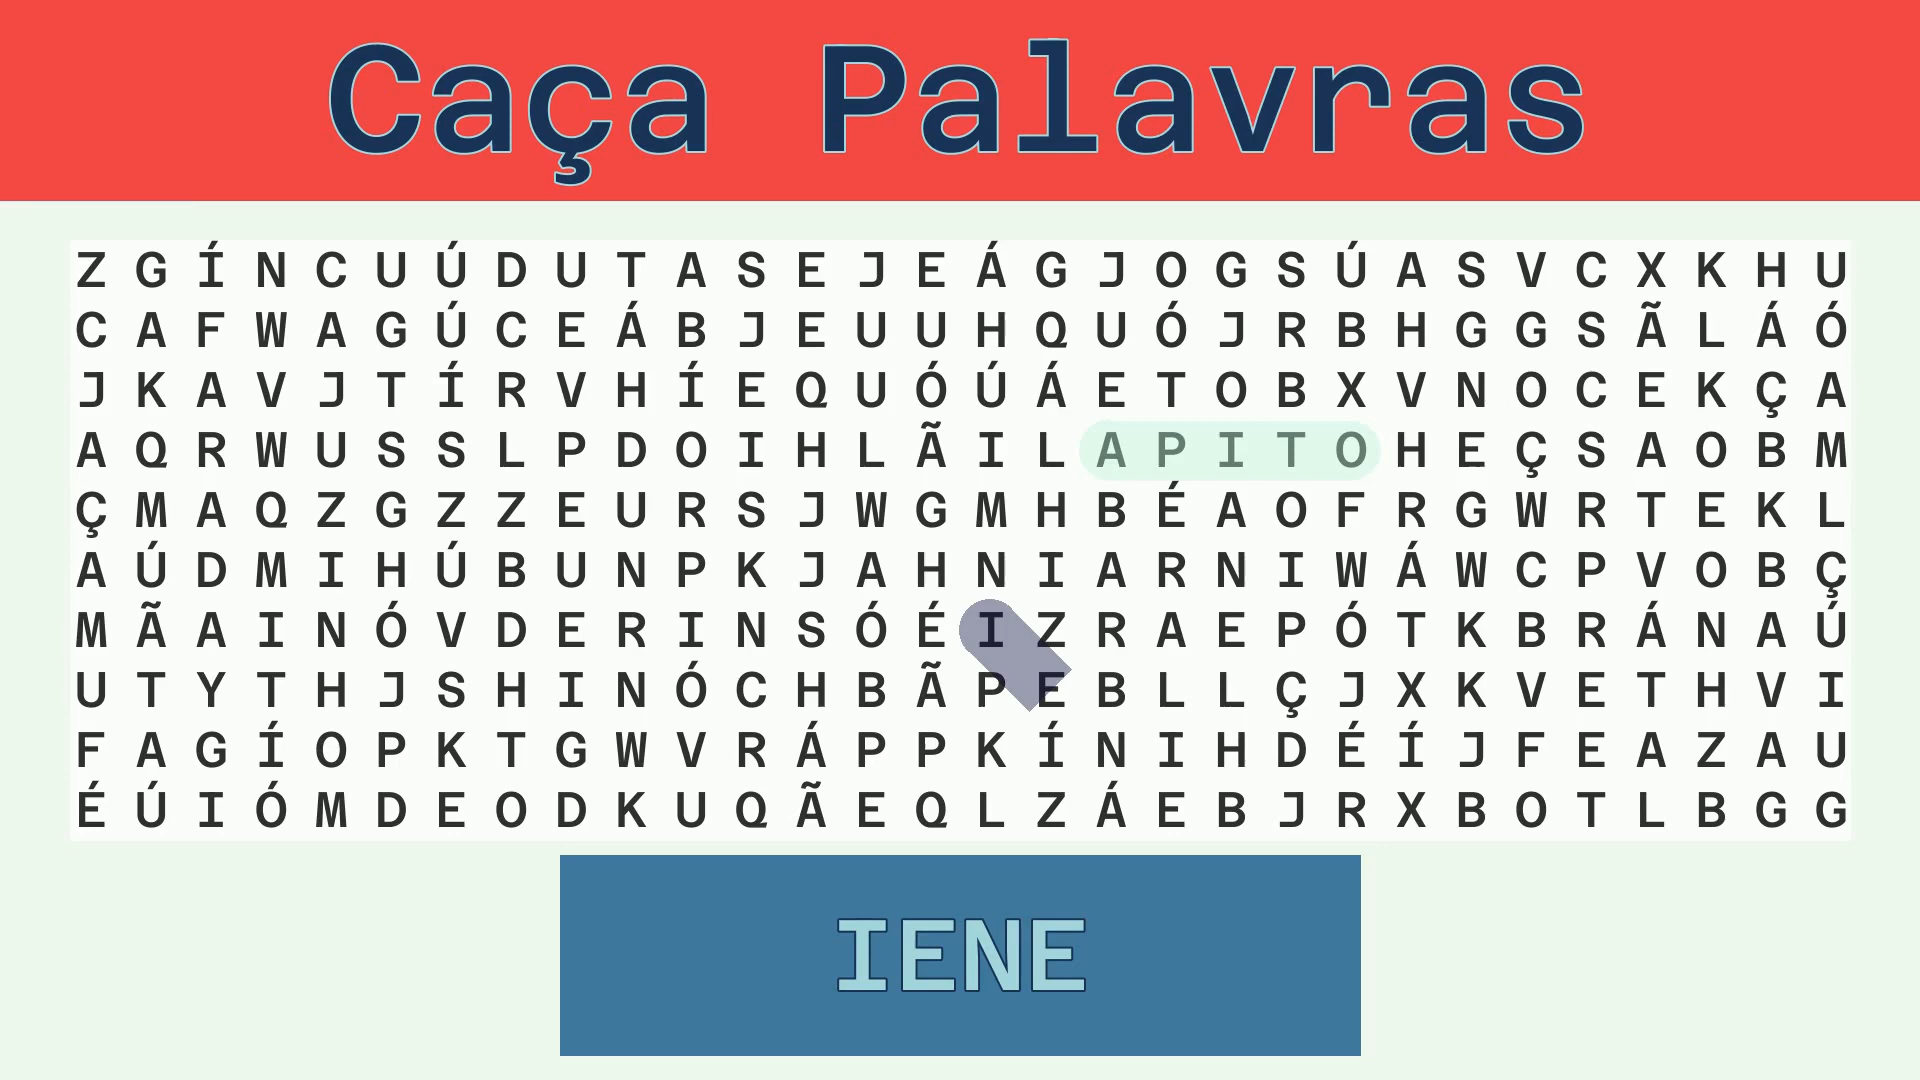 Caça Palavras
Z G Í N C U Ú D U T A S E J E Á G J O G S Ú A S V C X K H U
C A F W A G Ú C E Á B J E U U H Q U Ó J R B H G G S Ã L Á Ó
J K A V J T Í R V H Í E Q U Ó Ú Á E T O B X V N O C E K Ç A
A Q R W U S S L P D O I H L Ã I L A P I T O H E Ç S A O B M
Ç M A Q Z G Z Z E U R S J W G M H B É A O F R G W R T E K L
A Ú D M I H Ú B U N P K J A H N I A R N I W Á W C P V O B Ç
M Ã A I N Ó V D E R I N S Ó É I Z R A E P Ó T K B R Á N A Ú
U T Y T H J S H I N Ó C H B Ã P E B L L Ç J X K V E T H V I
F A G Í O P K T G W V R Á P P K Í N I H D É Í J F E A Z A U
É Ú I Ó M D E O D K U Q Ã E Q L Z Á E B J R X B O T L B G G
IENE